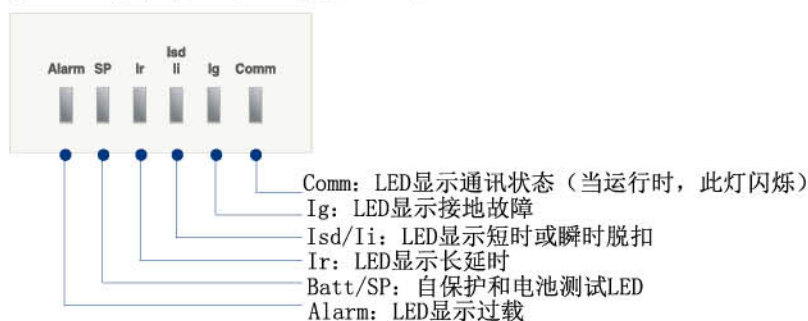 Isd
Alarm SP Ir Ii Ig Comm
Comm: LED显示通讯状态（当运行时，此灯闪烁）
Ig: LED显示接地故障
Isd/Ii: LED显示短时或瞬时脱扣
Ir: LED显示长延时
Batt/SP: 自保护和电池测试LED
Alarm: LED显示过载